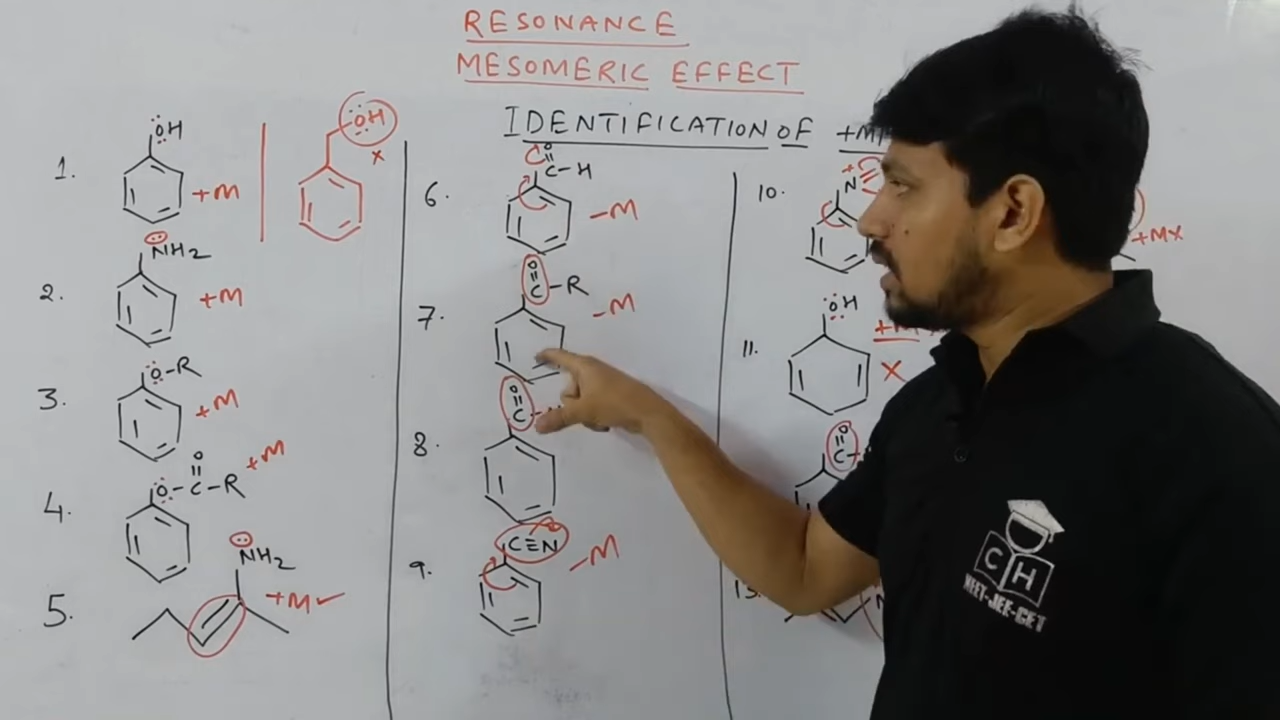 RESONANCE
MESOMERIC EFFECT
IDENTIFICATION OF
1.
OH
+M
OH
x
2.
NH2
+M
3.
O-R
+M
4.
O
O-C-R
+M
5.
NH2
+M✓
6.
O
C-H
-M
7.
O
C-R
-M
8.
O
C
9.
C≡N
-M
10.
+
N
+Mx
11.
OH
X
O
C
CH
NEET-JEE-CET